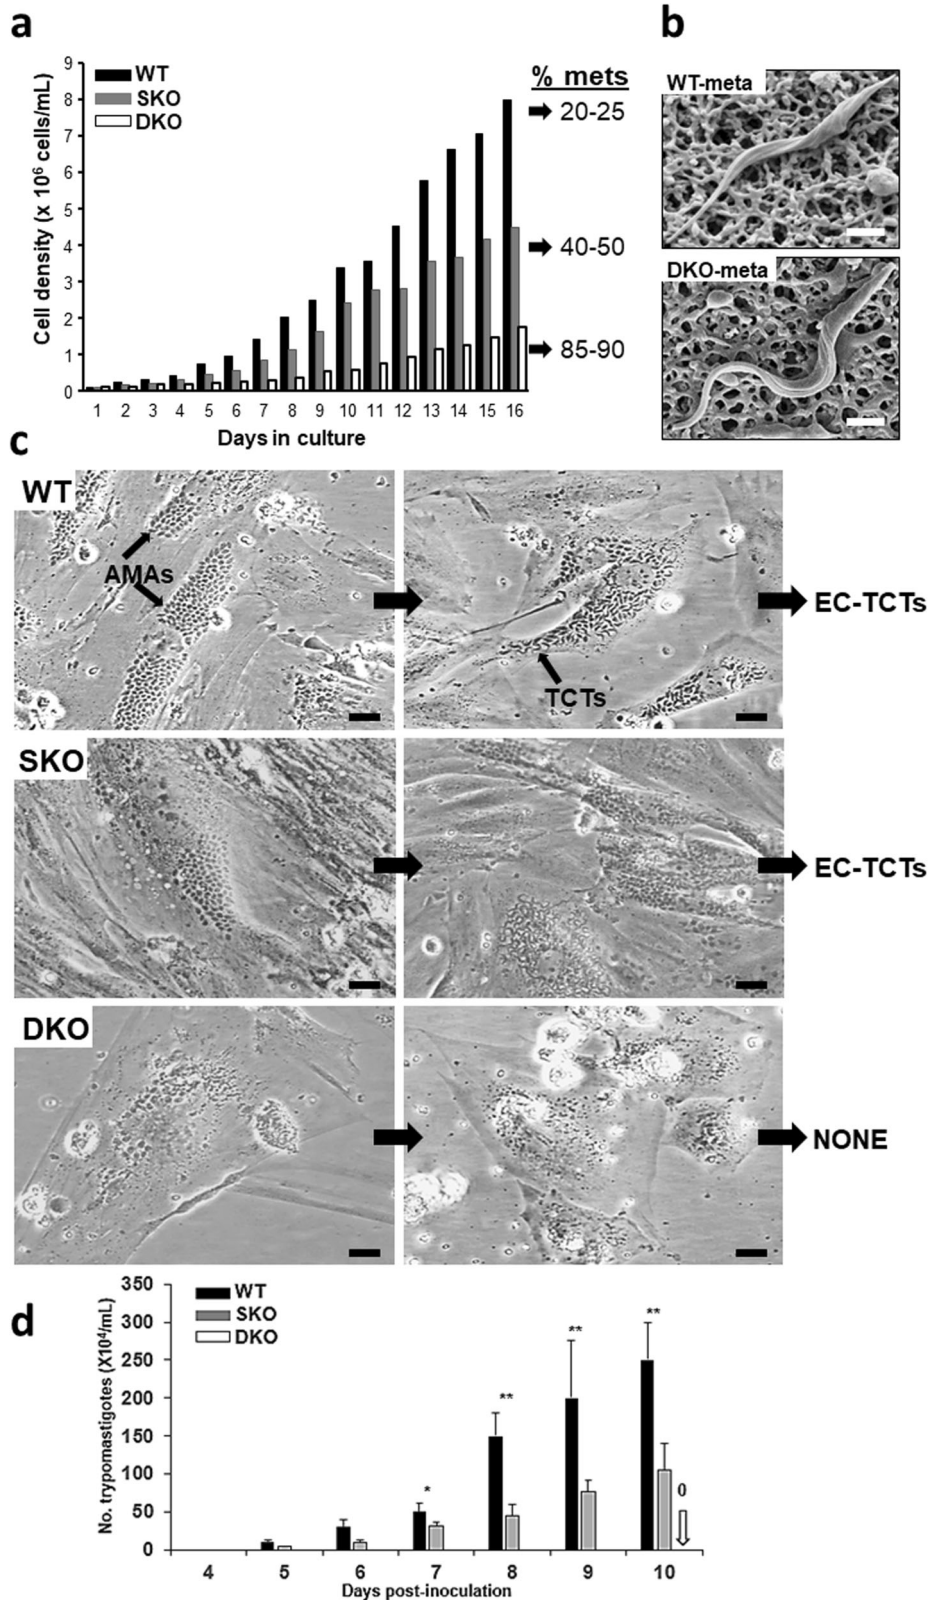 a
9
8
7
6
5
4
3
2
1
0
Cell density (x 10⁶ cells/mL)
WT
SKO
DKO
1 2 3 4 5 6 7 8 9 10 11 12 13 14 15 16
Days in culture
% mets
20-25
40-50
85-90
b
WT-meta
DKO-meta
c
WT
AMAs
TCTs
EC-TCTs
SKO
EC-TCTs
DKO
NONE
d
350
300
250
200
150
100
50
0
No. trypomastigotes (X10⁴/mL)
WT
SKO
DKO
*
**
**
**
0
4 5 6 7 8 9 10
Days post-inoculation